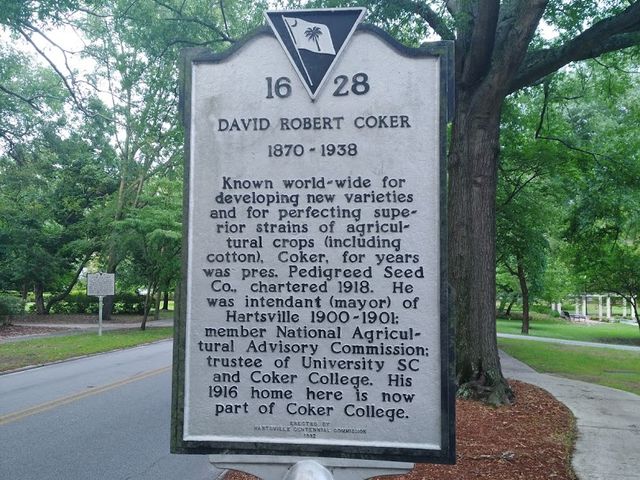 16 28
DAVID ROBERT COKER
1870 - 1938
Known world-wide for
developing new varieties
and for perfecting supe-
rior strains of agricul-
tural crops (including
cotton), Coker, for years
was pres. Pedigreed Seed
Co., chartered 1918. He
was intendant (mayor) of
Hartsville 1900-1901;
member National Agricul-
tural Advisory Commission;
trustee of University SC
and Coker College. His
1916 home here is now
part of Coker College.
ERECTED BY
HARTSVILLE CENTENNIAL COMMISSION